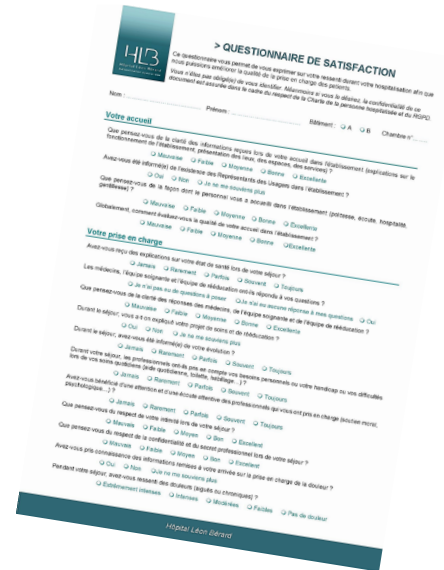 HLB
Hôpital Léon Bérard
> QUESTIONNAIRE DE SATISFACTION
Ce questionnaire vous permet de vous exprimer sur votre ressenti durant votre hospitalisation afin que
nous puissions améliorer la qualité de la prise en charge des patients.
Vous n'êtes pas obligé(e) de vous identifier. Néanmoins si vous le désirez, la confidentialité de ce
document est assurée dans le cadre du respect de la Charte de la personne hospitalisée et du RGPD.
Nom : Prénom : Bâtiment : A B Chambre n°
Votre accueil
Que pensez-vous de la clarté des informations reçues lors de votre accueil dans l'établissement (explications sur le
fonctionnement de l'établissement, présentation des lieux, des espaces, des services) ?
Mauvaise Faible Moyenne Bonne Excellente
Avez-vous été informé(e) de l'existence des Représentants Des Usagers dans l'établissement ?
Oui Non Je ne me souviens plus
Que pensez-vous de la façon dont le personnel vous a accueilli dans l'établissement (politesse, écoute, hospitalité,
gentillesse) ?
Mauvaise Faible Moyenne Bonne Excellente
Globalement, comment évaluez-vous la qualité de votre accueil dans l'établissement ?
Mauvaise Faible Moyenne Bonne Excellente
Votre prise en charge
Avez-vous reçu des explications sur votre état de santé lors de votre séjour ?
Jamais Rarement Parfois Souvent Toujours
Les médecins, l'équipe soignante et l'équipe de rééducation ont-ils répondu à vos questions ?
Je n'ai pas eu de questions à poser Je n'ai eu aucune réponse à mes questions Oui
Que pensez-vous de la clarté des réponses des médecins, de l'équipe soignante et de l'équipe de rééducation ?
Mauvaise Faible Moyenne Bonne Excellente
Durant le séjour, vous a-t-on expliqué votre projet de soins et de rééducation ?
Oui Non Je ne me souviens plus
Durant le séjour, avez-vous été informé(e) de votre évolution ?
Jamais Rarement Parfois Souvent Toujours
Durant votre séjour, les professionnels ont-ils pas en compte vos besoins personnels ou votre handicap ou vos difficultés
lors de vos soins quotidiens (aide quotidienne, toilette, habillage...) ?
Jamais Rarement Parfois Souvent Toujours
Avez-vous bénéficié d'une attention et d'une écoute attentive des professionnels qui vous ont pris en charge (soutien moral,
psychologique...) ?
Jamais Rarement Parfois Souvent Toujours
Que pensez-vous du respect de votre intimité lors de votre séjour ?
Mauvais Faible Moyen Bon Excellent
Que pensez-vous du respect de la confidentialité et du secret professionnel lors de votre séjour ?
Mauvais Faible Moyen Bon Excellent
Avez-vous pris connaissance des informations remises à votre arrivée sur la prise en charge de la douleur ?
Oui Non Je ne me souviens plus
Pendant votre séjour, avez-vous ressenti des douleurs (aiguës ou chroniques) ?
Extrêmement intenses Intenses Modérées Faibles Pas de douleur
Hôpital Léon Bérard